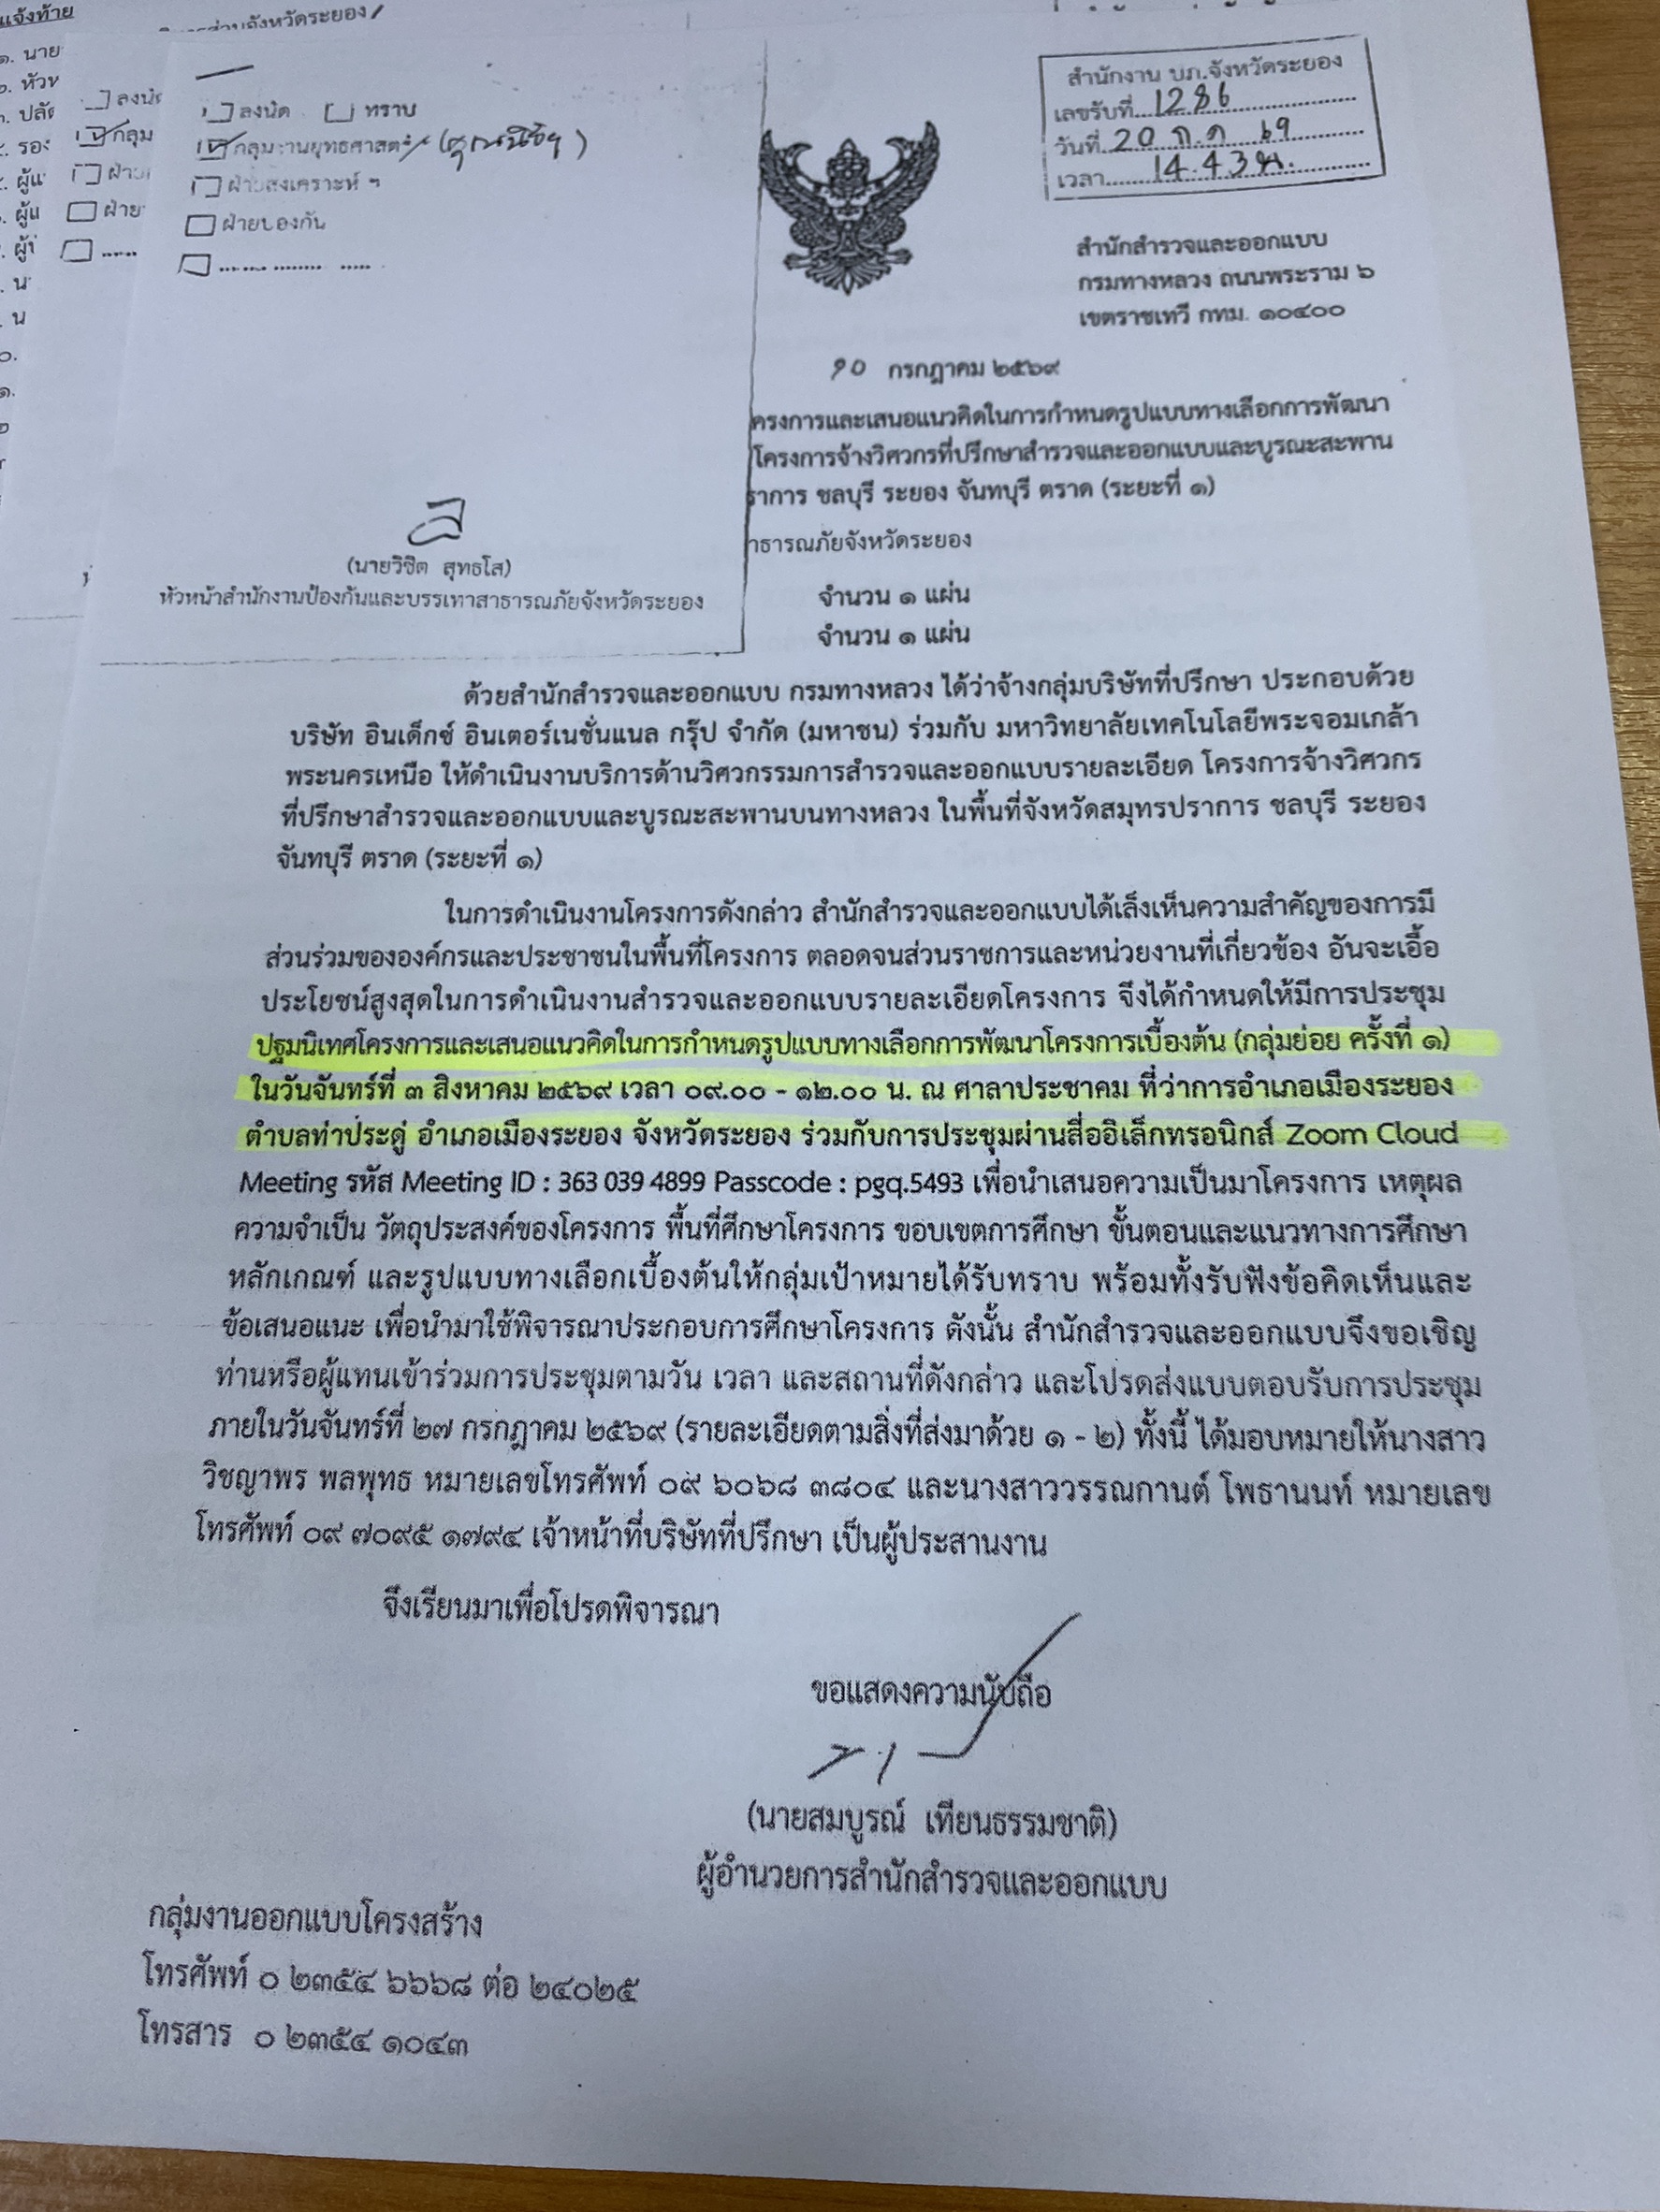 แจ้งท้าย
๑. นาย
ลงนัด ทราบ
กลุ่มงานยุทธศาสตร์ฯ
ฝ่ายสงเคราะห์ ฯ
ฝ่ายป้องกัน
สำนักงาน ปภ.จังหวัดระยอง
เลขรับที่ 1286
วันที่ 20 ก.ค 69
เวลา 14.43 น.
สำนักสำรวจและออกแบบ
กรมทางหลวง ถนนพระราม ๖
เขตราชเทวี กทม. ๑๐๔๐๐
๑๐ กรกฎาคม ๒๕๖๙
ครงการและเสนอแนวคิดในการกำหนดรูปแบบทางเลือกการพัฒนา
โครงการจ้างวิศวกรที่ปรึกษาสำรวจและออกแบบและบูรณะสะพาน
ราการ ชลบุรี ระยอง จันทบุรี ตราด (ระยะที่ ๑)
าธารณภัยจังหวัดระยอง
(นายวิชิต สุทธโส)
หัวหน้าสำนักงานป้องกันและบรรเทาสาธารณภัยจังหวัดระยอง
จำนวน ๑ แผ่น
จำนวน ๑ แผ่น
ด้วยสำนักสำรวจและออกแบบ กรมทางหลวง ได้ว่าจ้างกลุ่มบริษัทที่ปรึกษา ประกอบด้วย
บริษัท อินเด็กซ์ อินเตอร์เนชั่นแนล กรุ๊ป จำกัด (มหาชน) ร่วมกับ มหาวิทยาลัยเทคโนโลยีพระจอมเกล้า
พระนครเหนือ ให้ดำเนินงานบริการด้านวิศวกรรมการสำรวจและออกแบบรายละเอียด โครงการจ้างวิศวกร
ที่ปรึกษาสำรวจและออกแบบและบูรณะสะพานบนทางหลวง ในพื้นที่จังหวัดสมุทรปราการ ชลบุรี ระยอง
จันทบุรี ตราด (ระยะที่ ๑)
ในการดำเนินงานโครงการดังกล่าว สำนักสำรวจและออกแบบได้เล็งเห็นความสำคัญของการมี
ส่วนร่วมขององค์กรและประชาชนในพื้นที่โครงการ ตลอดจนส่วนราชการและหน่วยงานที่เกี่ยวข้อง อันจะเอื้อ
ประโยชน์สูงสุดในการดำเนินงานสำรวจและออกแบบรายละเอียดโครงการ จึงได้กำหนดให้มีการประชุม
ปฐมนิเทศโครงการและเสนอแนวคิดในการกำหนดรูปแบบทางเลือกการพัฒนาโครงการเบื้องต้น (กลุ่มย่อย ครั้งที่ ๑)
ในวันจันทร์ที่ ๓ สิงหาคม ๒๕๖๙ เวลา ๐๙.๐๐ - ๑๒.๐๐ น. ณ ศาลาประชาคม ที่ว่าการอำเภอเมืองระยอง
ตำบลท่าประดู่ อำเภอเมืองระยอง จังหวัดระยอง ร่วมกับการประชุมผ่านสื่ออิเล็กทรอนิกส์ Zoom Cloud
Meeting รหัส Meeting ID : 363 039 4899 Passcode : pgq.5493 เพื่อนำเสนอความเป็นมาโครงการ เหตุผล
ความจำเป็น วัตถุประสงค์ของโครงการ พื้นที่ศึกษาโครงการ ขอบเขตการศึกษา ขั้นตอนและแนวทางการศึกษา
หลักเกณฑ์ และรูปแบบทางเลือกเบื้องต้นให้กลุ่มเป้าหมายได้รับทราบ พร้อมทั้งรับฟังข้อคิดเห็นและ
ข้อเสนอแนะ เพื่อนำมาใช้พิจารณาประกอบการศึกษาโครงการ ดังนั้น สำนักสำรวจและออกแบบจึงขอเชิญ
ท่านหรือผู้แทนเข้าร่วมการประชุมตามวัน เวลา และสถานที่ดังกล่าว และโปรดส่งแบบตอบรับการประชุม
ภายในวันจันทร์ที่ ๒๗ กรกฎาคม ๒๕๖๙ (รายละเอียดตามสิ่งที่ส่งมาด้วย ๑ - ๒) ทั้งนี้ ได้มอบหมายให้นางสาว
วิชญาพร พลพุทธ หมายเลขโทรศัพท์ ๐๙ ๖๐๖๘ ๓๘๐๔ และนางสาววรรณกานต์ โพธานนท์ หมายเลข
โทรศัพท์ ๐๙ ๗๐๙๕ ๑๗๙๔ เจ้าหน้าที่บริษัทที่ปรึกษา เป็นผู้ประสานงาน
จึงเรียนมาเพื่อโปรดพิจารณา
ขอแสดงความนับถือ
(นายสมบูรณ์ เทียนธรรมชาติ)
ผู้อำนวยการสำนักสำรวจและออกแบบ
กลุ่มงานออกแบบโครงสร้าง
โทรศัพท์ ๐ ๒๓๕๔ ๖๖๖๘ ต่อ ๒๔๐๒๕
โทรสาร ๐ ๒๓๕๔ ๑๐๔๓